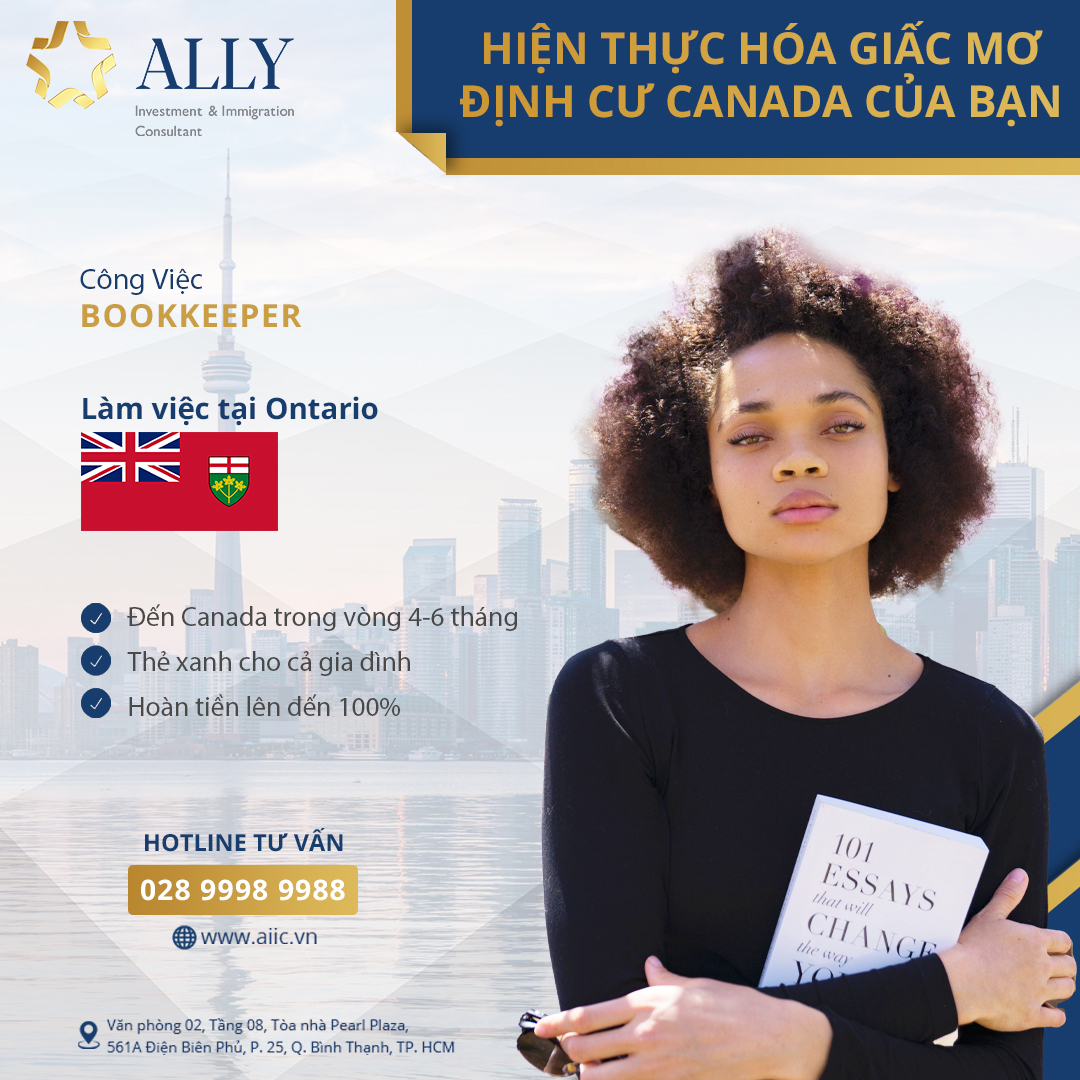 ALLY
Investment & Immigration
Consultant
HIỆN THỰC HÓA GIẤC MƠ
ĐỊNH CƯ CANADA CỦA BẠN
Công Việc
BOOKKEEPER
Làm việc tại Ontario
Đến Canada trong vòng 4-6 tháng
Thẻ xanh cho cả gia đình
Hoàn tiền lên đến 100%
HOTLINE TƯ VẤN
028 9998 9988
www.aiic.vn
Văn phòng 02, Tầng 08, Tòa nhà Pearl Plaza,
561A Điện Biên Phủ, P. 25, Q. Bình Thạnh, TP. HCM
101
ESSAYS
that will
CHANGE
the way